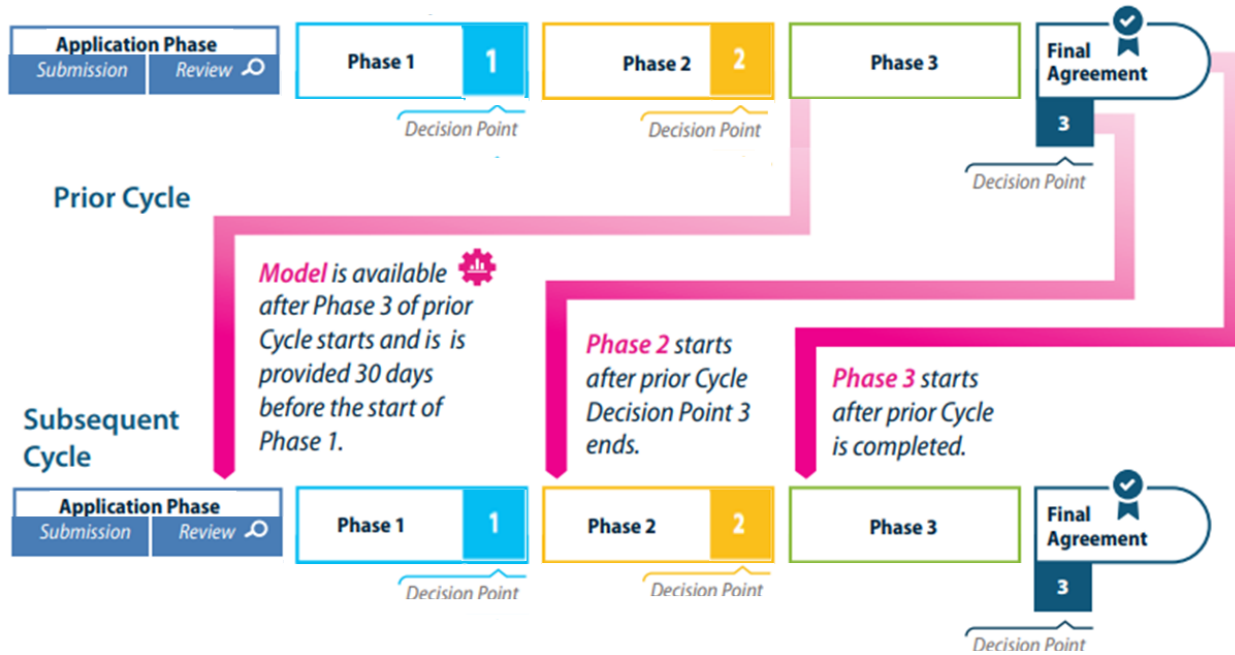 Application Phase
Submission
Review
Phase 1
1
Phase 2
2
Phase 3
Final
Agreement
3
Decision Point
Decision Point
Decision Point
Prior Cycle
Model is available
after Phase 3 of prior
Cycle starts and is is
provided 30 days
before the start of
Phase 1.
Phase 2 starts
after prior Cycle
Decision Point 3
ends.
Phase 3 starts
after prior Cycle
is completed.
Subsequent
Cycle
Application Phase
Submission
Review
Phase 1
1
Phase 2
2
Phase 3
Final
Agreement
3
Decision Point
Decision Point
Decision Point